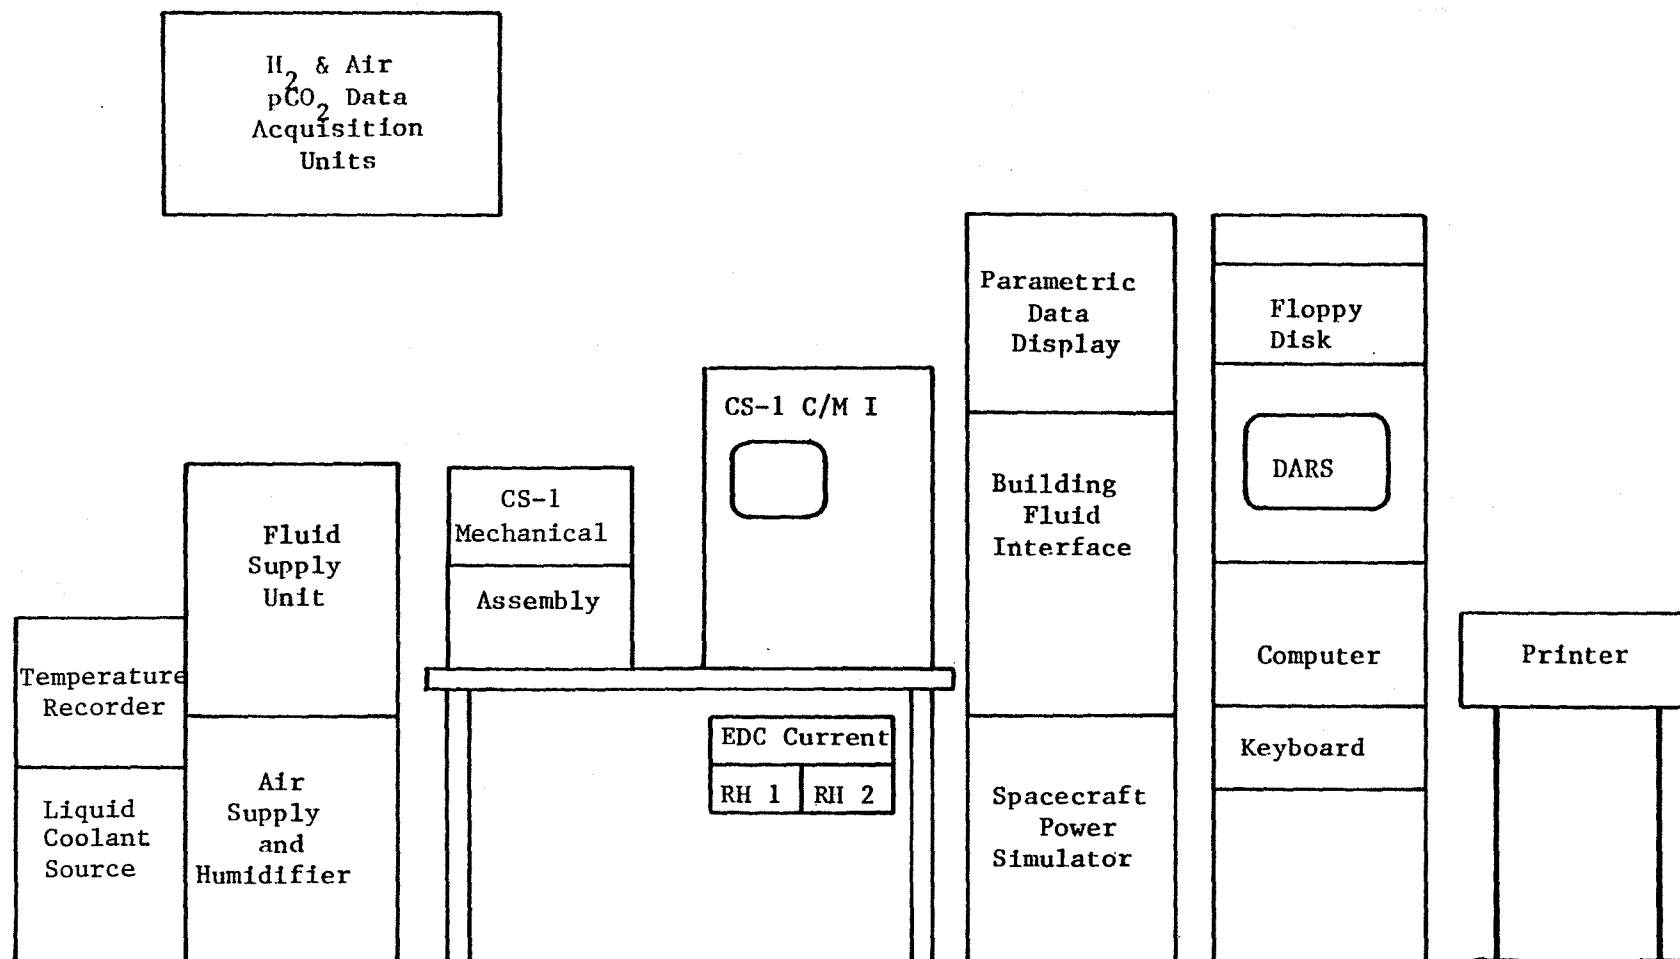 H2 & Air
pCO2 Data
Acquisition
Units
Parametric
Data
Display
Floppy
Disk
CS-1 C/M I
DARS
CS-1
Mechanical
Assembly
Building
Fluid
Interface
Fluid
Supply
Unit
Temperature
Recorder
Computer
Printer
EDC Current
RH 1
RH 2
Keyboard
Liquid
Coolant
Source
Air
Supply
and
Humidifier
Spacecraft
Power
Simulator